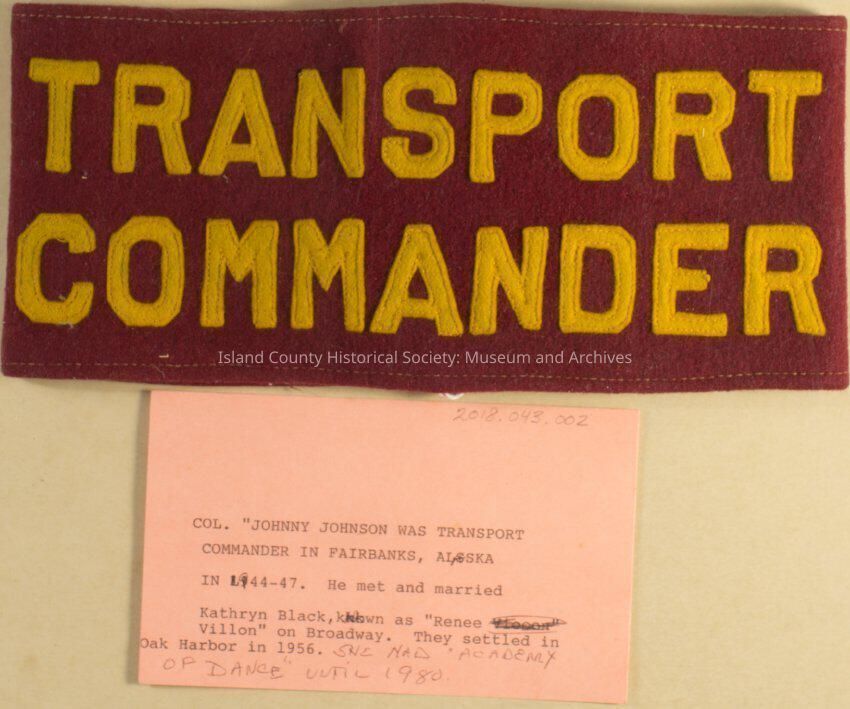 TRANSPORT
COMMANDER
Island County Historical Society: Museum and Archives
2018.043.002
COL. "JOHNNY JOHNSON WAS TRANSPORT
COMMANDER IN FAIRBANKS, ALASKA
IN 1944-47. He met and married
Kathryn Black, known as "Renee
Villon" on Broadway. They settled in
Oak Harbor in 1956. SHE HAD "ACADEMY
OF DANCE" UNTIL 1980.